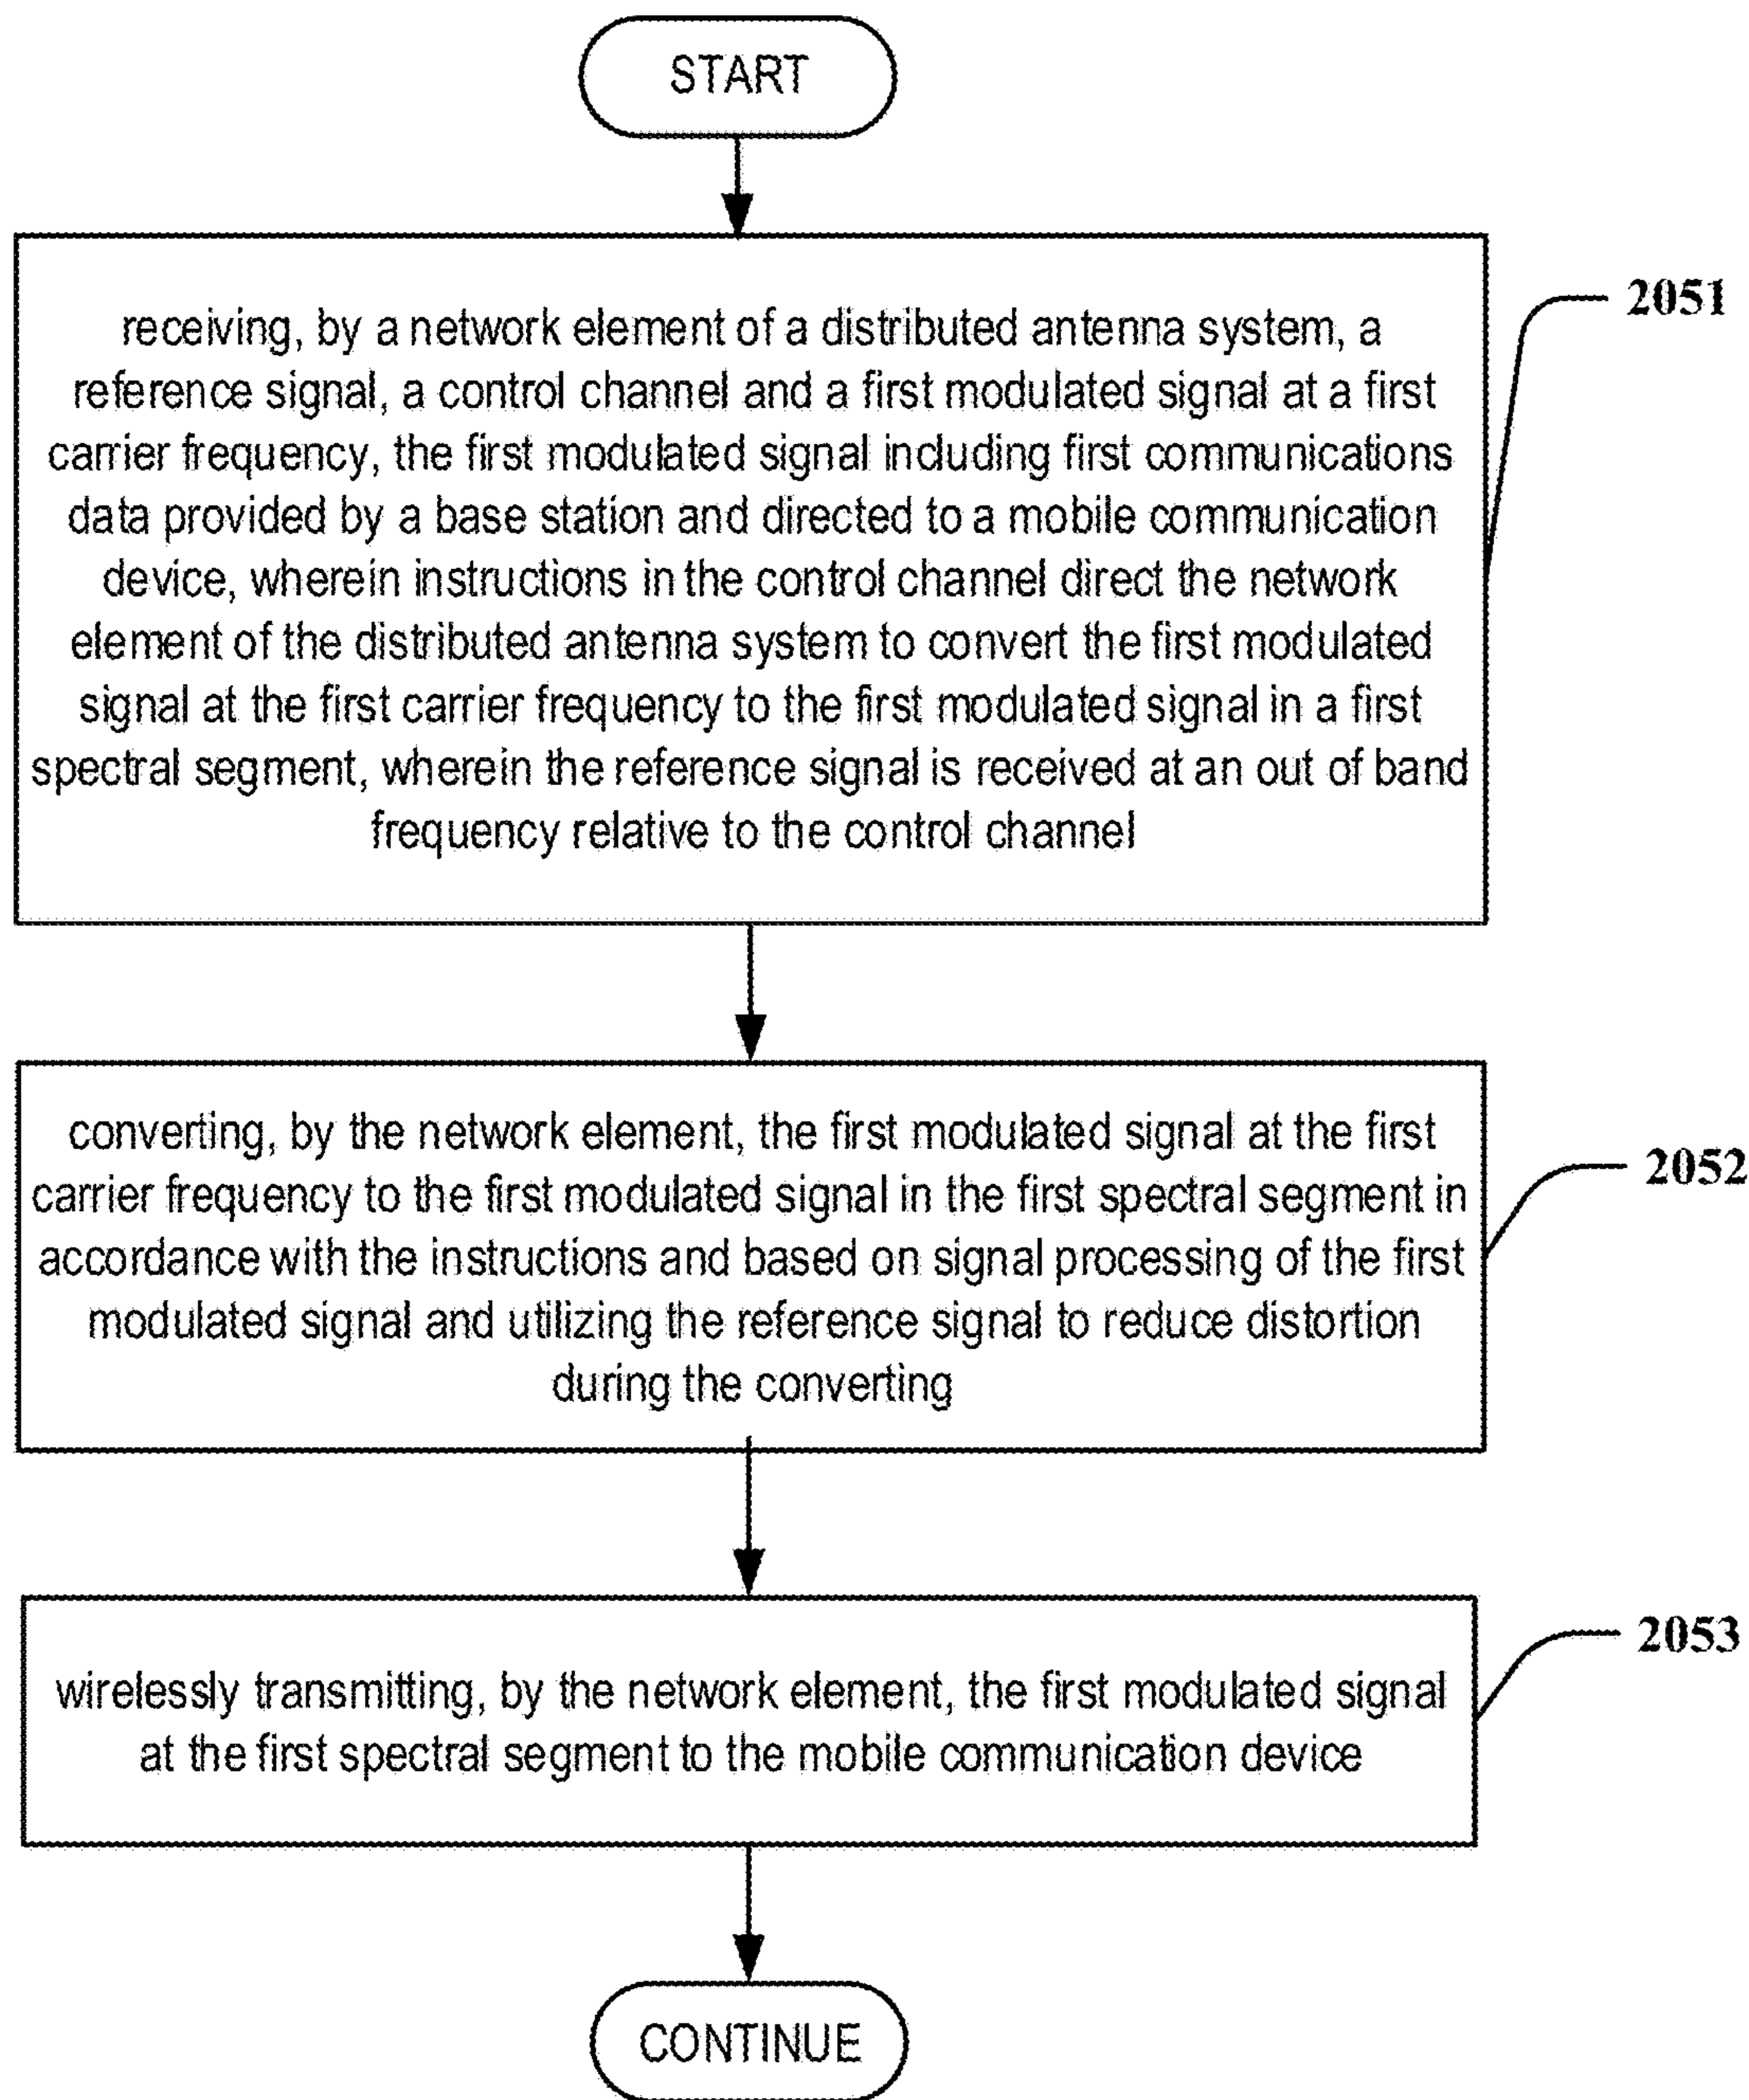 START
receiving, by a network element of a distributed antenna system, a
reference signal, a control channel and a first modulated signal at a first
carrier frequency, the first modulated signal including first communications
data provided by a base station and directed to a mobile communication
device, wherein instructions in the control channel direct the network
element of the distributed antenna system to convert the first modulated
signal at the first carrier frequency to the first modulated signal in a first
spectral segment, wherein the reference signal is received at an out of band
frequency relative to the control channel
2051
converting, by the network element, the first modulated signal at the first
carrier frequency to the first modulated signal in the first spectral segment in
accordance with the instructions and based on signal processing of the first
modulated signal and utilizing the reference signal to reduce distortion
during the converting
2052
wirelessly transmitting, by the network element, the first modulated signal
at the first spectral segment to the mobile communication device
2053
CONTINUE